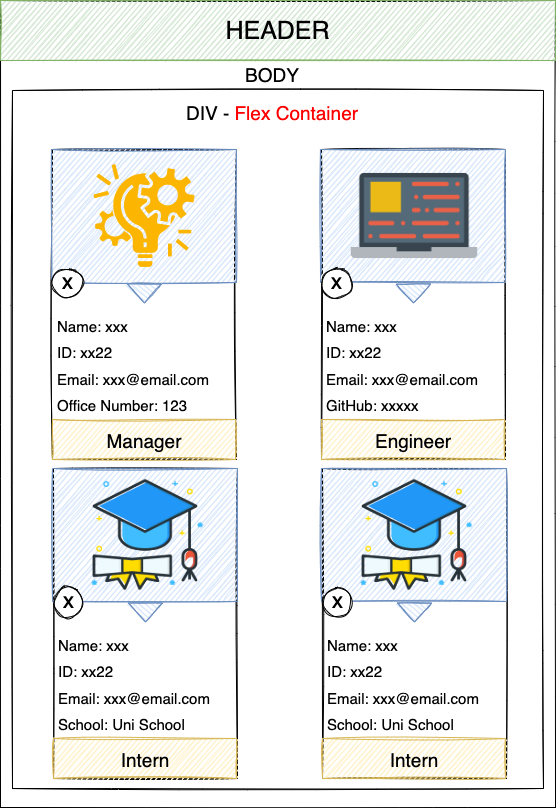 HEADER
BODY
DIV - Flex Container
X
Name: xxx
ID: xx22
Email: xxx@email.com
Office Number: 123
Manager
X
Name: xxx
ID: xx22
Email: xxx@email.com
GitHub: xxxxx
Engineer
X
Name: xxx
ID: xx22
Email: xxx@email.com
School: Uni School
Intern
X
Name: xxx
ID: xx22
Email: xxx@email.com
School: Uni School
Intern